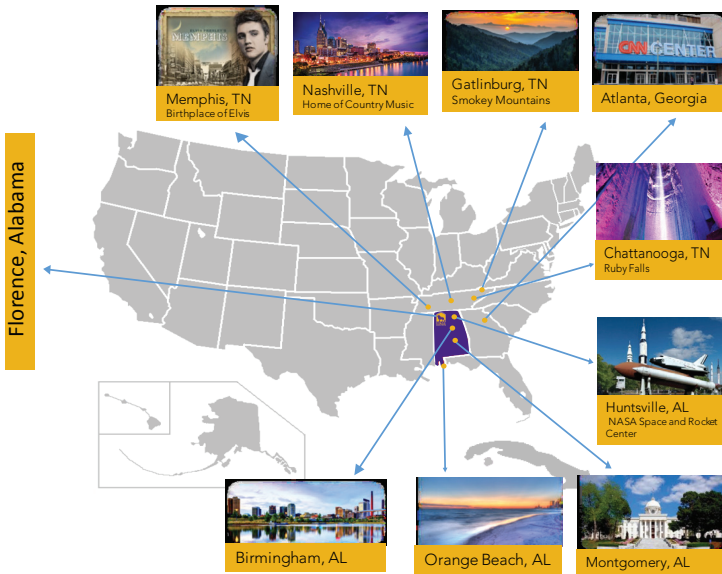 MEMPHIS
Memphis, TN
Birthplace of Elvis
Nashville, TN
Home of Country Music
Gatlinburg, TN
Smokey Mountains
CNN CENTER
Atlanta, Georgia
Florence, Alabama
Chattanooga, TN
Ruby Falls
Huntsville, AL
NASA Space and Rocket
Center
Birmingham, AL
Orange Beach, AL
Montgomery, AL